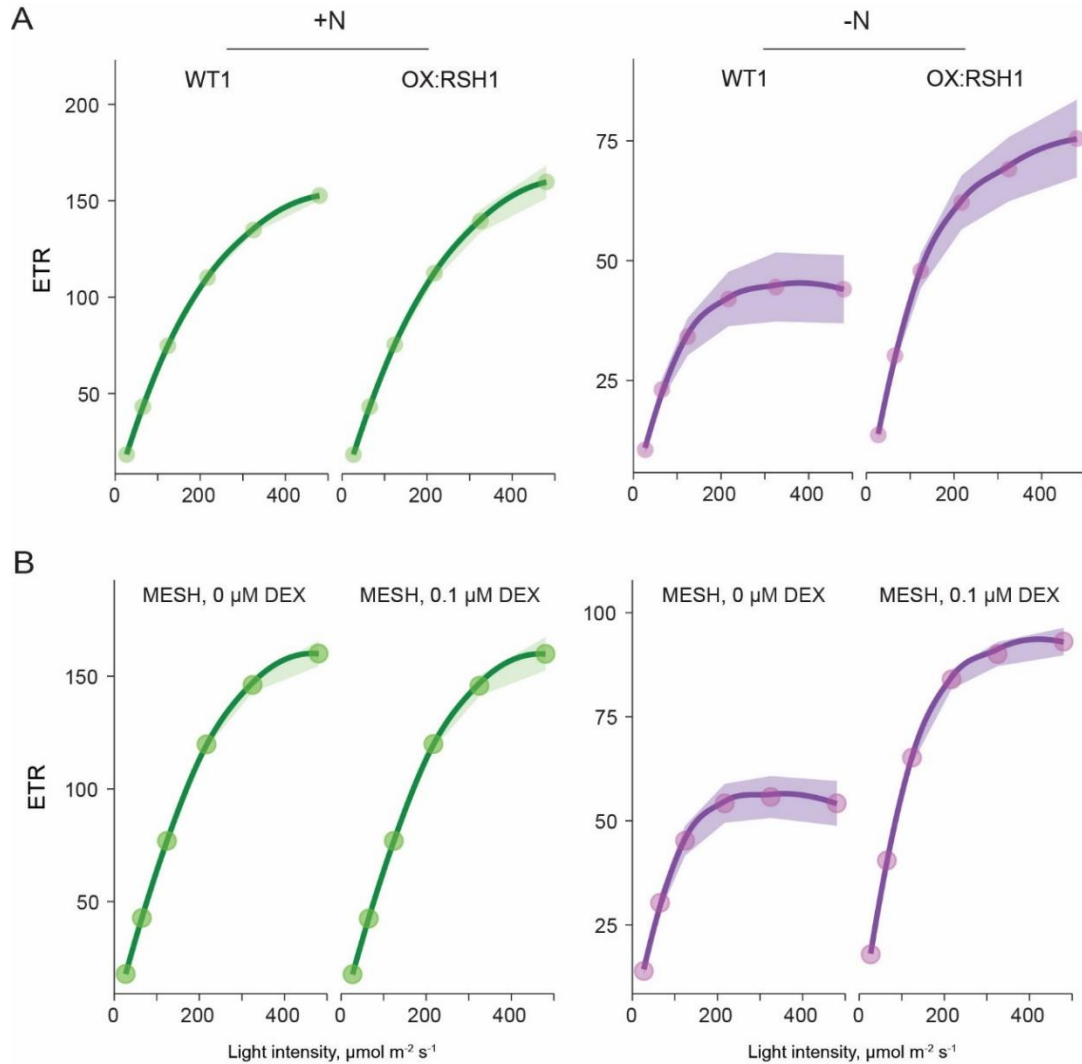 A
+N
-N
WT1
OX:RSH1
WT1
OX:RSH1
200
150
100
50
ETR
75
50
25
0 200 400
0 200 400
0 200 400
0 200 400
B
MESH, 0 µM DEX
MESH, 0.1 µM DEX
MESH, 0 µM DEX
MESH, 0.1 µM DEX
150
100
50
ETR
100
75
50
25
0 200 400
0 200 400
0 200 400
0 200 400
Light intensity, µmol m⁻² s⁻¹
Light intensity, µmol m⁻² s⁻¹